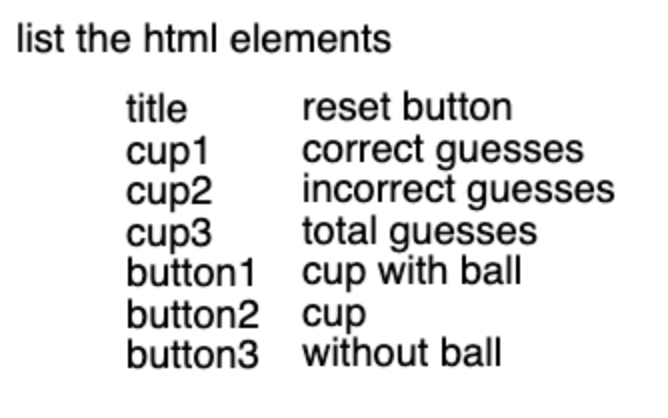 list the html elements
title
cup1
cup2
cup3
button1
button2
button3
reset button
correct guesses
incorrect guesses
total guesses
cup with ball
cup
without ball